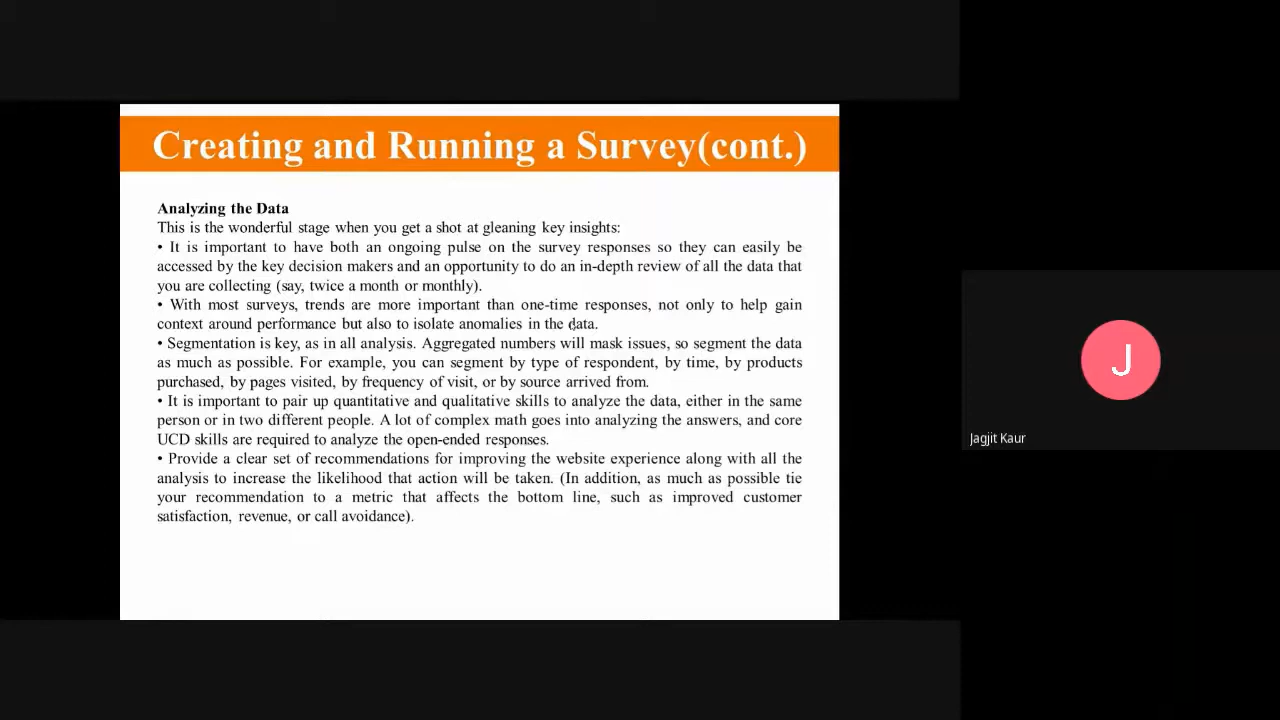 Creating and Running a Survey(cont.)
Analyzing the Data
This is the wonderful stage when you get a shot at gleaning key insights:
• It is important to have both an ongoing pulse on the survey responses so they can easily be
accessed by the key decision makers and an opportunity to do an in-depth review of all the data that
you are collecting (say, twice a month or monthly).
• With most surveys, trends are more important than one-time responses, not only to help gain
context around performance but also to isolate anomalies in the data.
• Segmentation is key, as in all analysis. Aggregated numbers will mask issues, so segment the data
as much as possible. For example, you can segment by type of respondent, by time, by products
purchased, by pages visited, by frequency of visit, or by source arrived from.
• It is important to pair up quantitative and qualitative skills to analyze the data, either in the same
person or in two different people. A lot of complex math goes into analyzing the answers, and core
UCD skills are required to analyze the open-ended responses.
• Provide a clear set of recommendations for improving the website experience along with all the
analysis to increase the likelihood that action will be taken. (In addition, as much as possible tie
your recommendation to a metric that affects the bottom line, such as improved customer
satisfaction, revenue, or call avoidance).
J
Jagjit Kaur